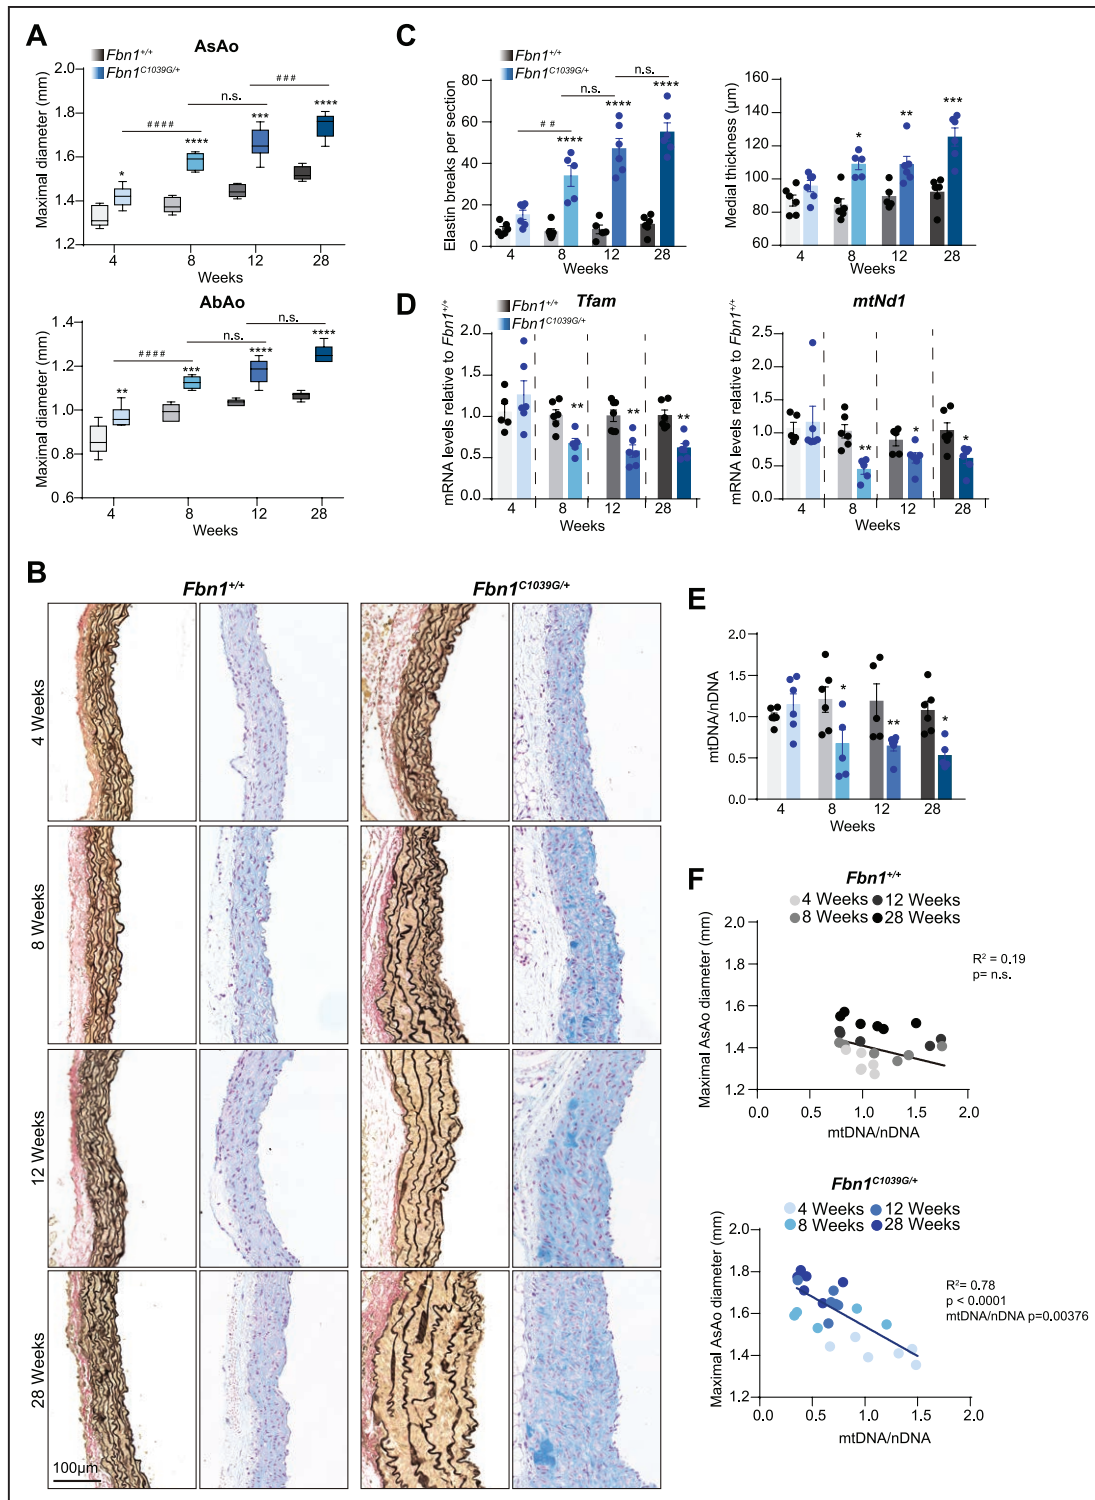 A
AsAo
Fbn1+/+
Fbn1C1039G/+
Maximal diameter (mm)
2.0
1.8
1.6
1.4
1.2
*
####
****
n.s.
***
###
****
4 8 12 28
Weeks
AbAo
Maximal diameter (mm)
1.4
1.2
1.0
0.8
0.6
**
####
***
n.s.
****
n.s.
****
4 8 12 28
Weeks
C
Fbn1+/+
Fbn1C1039G/+
Elastin breaks per section
80
60
40
20
0
##
****
n.s.
****
n.s.
****
4 8 12 28
Weeks
Medial thickness (µm)
160
140
120
100
80
60
*
**
***
4 8 12 28
Weeks
D
Fbn1+/+
Fbn1C1039G/+
Tfam
mRNA levels relative to Fbn1+/+
2.0
1.5
1.0
0.5
0.0
**
**
**
4 8 12 28
Weeks
mtNd1
mRNA levels relative to Fbn1+/+
2.5
2.0
1.5
1.0
0.5
0.0
**
*
*
4 8 12 28
Weeks
B
Fbn1+/+ Fbn1C1039G/+
4 Weeks
8 Weeks
12 Weeks
28 Weeks
100µm
E
mtDNA/nDNA
2.0
1.5
1.0
0.5
0.0
*
**
*
4 8 12 28
Weeks
F
Fbn1+/+
4 Weeks 12 Weeks
8 Weeks 28 Weeks
Maximal AsAo diameter (mm)
2.0
1.8
1.6
1.4
1.2
R2 = 0.19
p= n.s.
0.0 0.5 1.0 1.5 2.0
mtDNA/nDNA
Fbn1C1039G/+
4 Weeks 12 Weeks
8 Weeks 28 Weeks
Maximal AsAo diameter (mm)
2.0
1.8
1.6
1.4
1.2
R2= 0.78
p < 0.0001
mtDNA/nDNA p=0.00376
0.0 0.5 1.0 1.5 2.0
mtDNA/nDNA